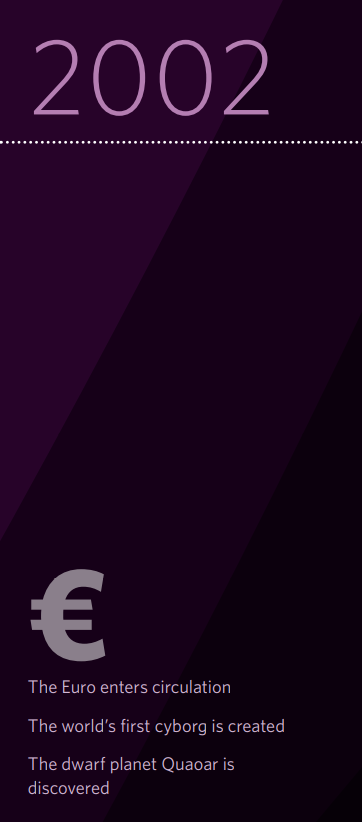 2002
€
The Euro enters circulation
The world's first cyborg is created
The dwarf planet Quaoar is
discovered